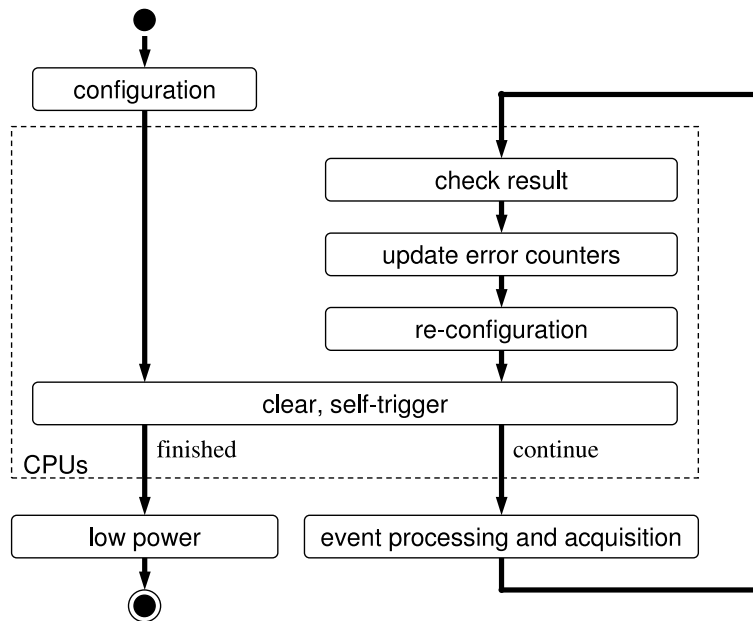 configuration
check result
update error counters
re-configuration
clear, self-trigger
finished
continue
CPUs
low power
event processing and acquisition